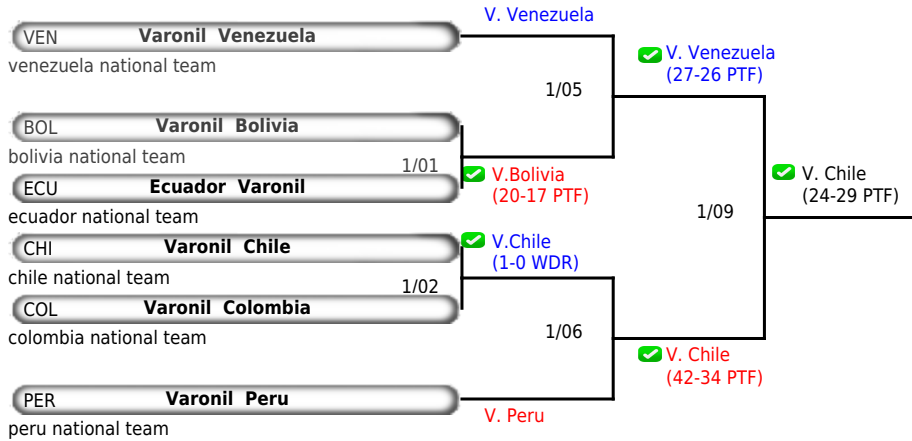 V. Venezuela
VEN Varonil Venezuela
venezuela national team
V. Venezuela
(27-26 PTF)
1/05
BOL Varonil Bolivia
bolivia national team
1/01
V.Bolivia
(20-17 PTF)
ECU Ecuador Varonil
ecuador national team
V. Chile
(24-29 PTF)
1/09
CHI Varonil Chile
chile national team
V.Chile
(1-0 WDR)
1/02
COL Varonil Colombia
colombia national team
1/06
V. Chile
(42-34 PTF)
PER Varonil Peru
peru national team
V. Peru